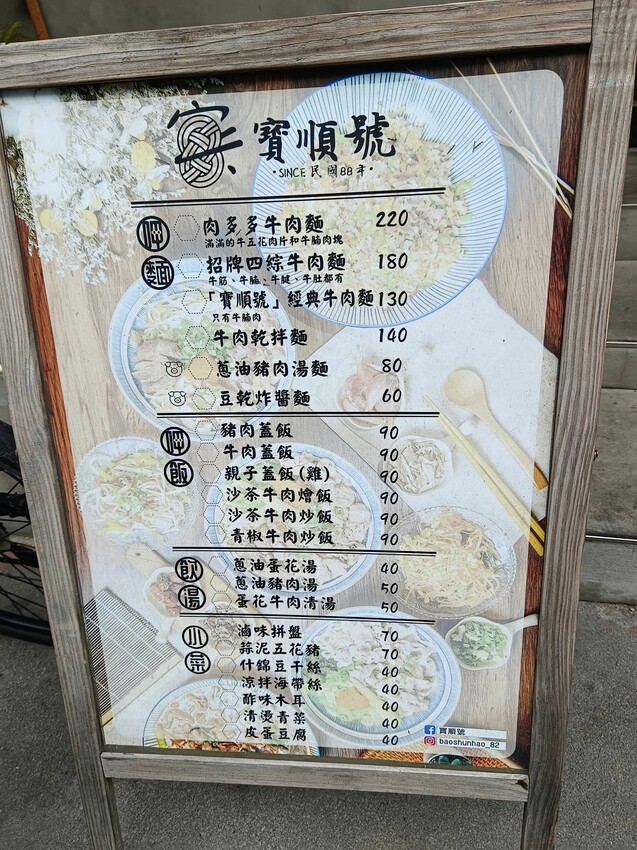 寶順號
·SINCE 民國88年·
呷麵
肉多多牛肉麵 220
滿滿的牛五花肉片和牛腩肉塊
招牌四綜牛肉麵 180
牛筋、牛腩、牛腱、牛肚都有
「寶順號」經典牛肉麵 130
只有牛腩肉
牛肉乾拌麵 140
蔥油豬肉湯麵 80
豆乾炸醬麵 60
呷飯
豬肉蓋飯 90
牛肉蓋飯 90
親子蓋飯(雞) 90
沙茶牛肉燴飯 90
沙茶牛肉炒飯 90
青椒牛肉炒飯 90
飲湯
蔥油蛋花湯 40
蔥油豬肉湯 50
蛋花牛肉清湯 50
小菜
滷味拼盤 70
蒜泥五花豬 70
什錦豆干絲 40
涼拌海帶絲 40
酢味木耳 40
清燙青菜 40
皮蛋豆腐 40
寶順號
baoshunhao_82